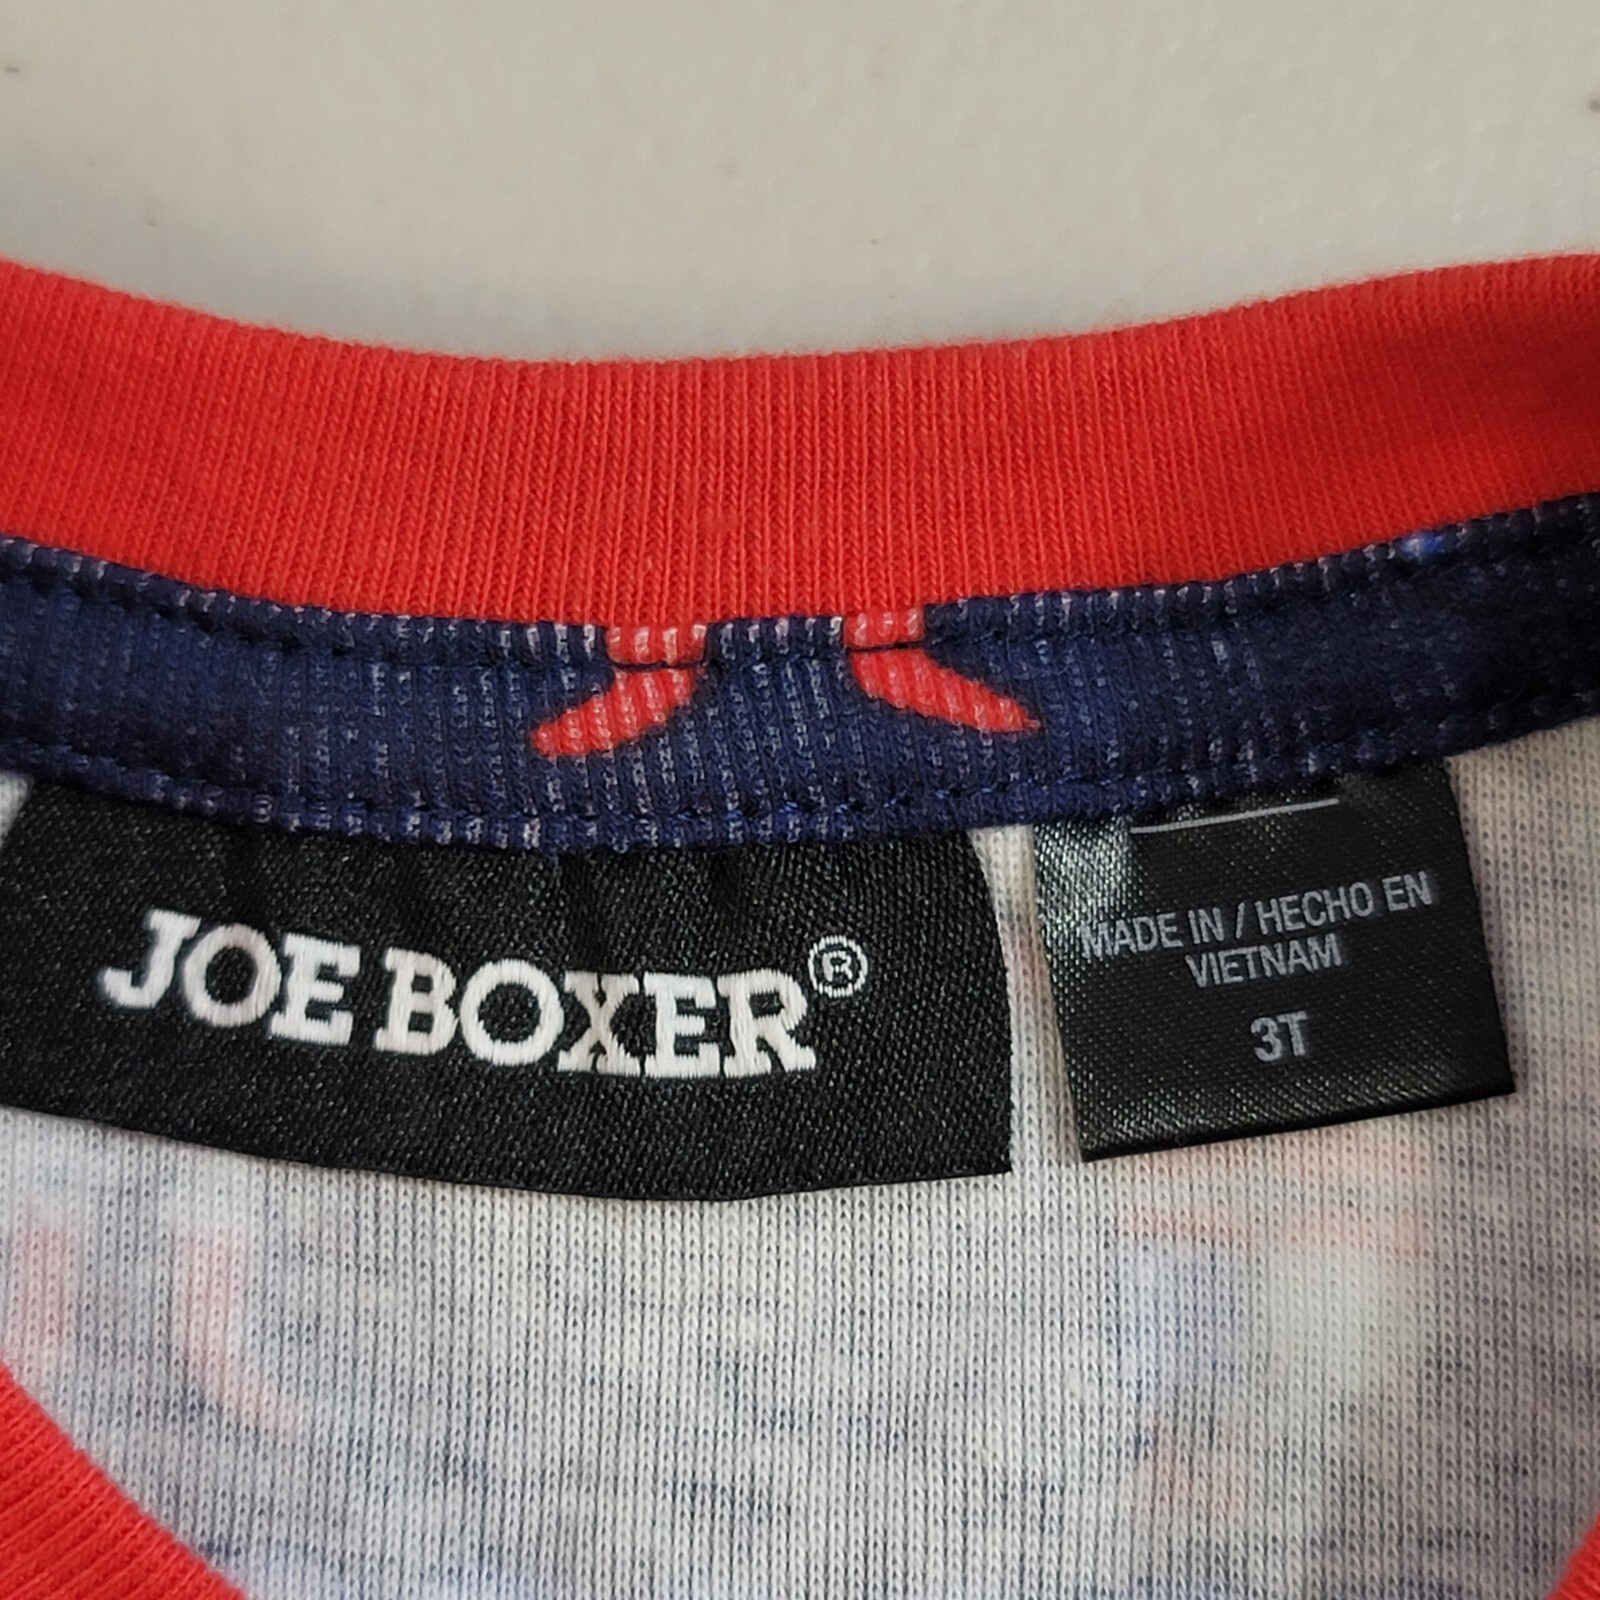 JOE BOXER®
MADE IN / HECHO EN
VIETNAM
3T